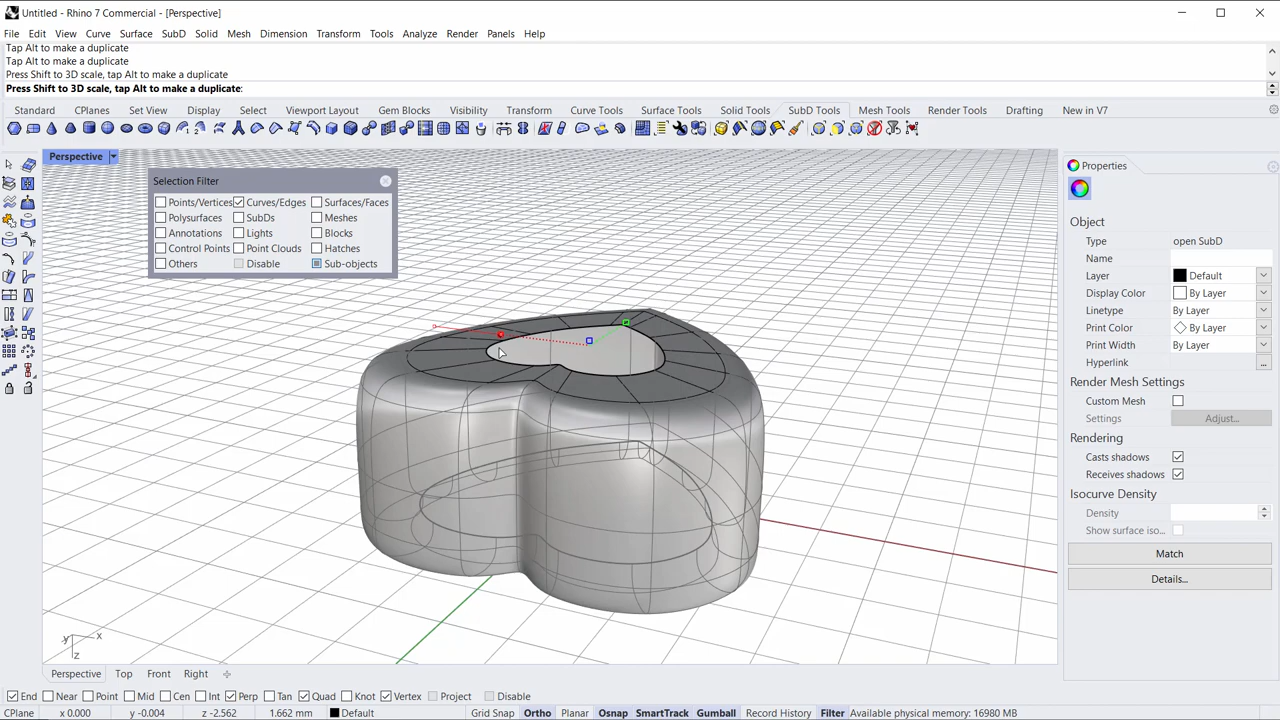 Untitled - Rhino 7 Commercial - [Perspective]
File Edit View Curve Surface SubD Solid Mesh Dimension Transform Tools Analyze Render Panels Help
Tap Alt to make a duplicate
Tap Alt to make a duplicate
Press Shift to 3D scale, tap Alt to make a duplicate
Press Shift to 3D scale, tap Alt to make a duplicate:
Standard CPlanes Set View Display Select Viewport Layout Gem Blocks Visibility Transform Curve Tools Surface Tools Solid Tools SubD Tools Mesh Tools Render Tools Drafting New in V7
Perspective
Properties
Selection Filter
Points/Vertices Curves/Edges Surfaces/Faces
Polysurfaces SubDs Meshes
Annotations Lights Blocks
Control Points Point Clouds Hatches
Others Disable Sub-objects
Object
Type open SubD
Name
Layer Default
Display Color By Layer
Linetype By Layer
Print Color By Layer
Print Width By Layer
Hyperlink ...
Render Mesh Settings
Custom Mesh
Settings Adjust...
Rendering
Casts shadows
Receives shadows
Isocurve Density
Density
Show surface iso...
Match
Details...
y x
z
Perspective Top Front Right
End Near Point Mid Cen Int Perp Tan Quad Knot Vertex Project Disable
CPlane x 0.000 y -0.004 z -2.562 1.662 mm Default Grid Snap Ortho Planar Osnap SmartTrack Gumball Record History Filter Available physical memory: 16980 MB